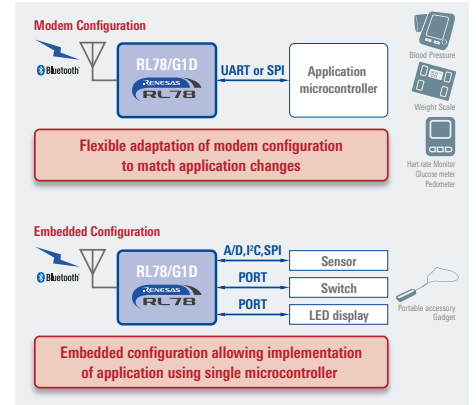 Modem Configuration
Bluetooth
RL78/G1D
RENESAS
RL78
UART or SPI
Application
microcontroller
Blood Pressure
Weight Scale
Hart rate Monitor
Glucose meter
Pedometer
Flexible adaptation of modem configuration
to match application changes
Embedded Configuration
Bluetooth
RL78/G1D
RENESAS
RL78
A/D,I²C,SPI
Sensor
PORT
Switch
PORT
LED display
Portable accessory
Gadget
Embedded configuration allowing implementation
of application using single microcontroller